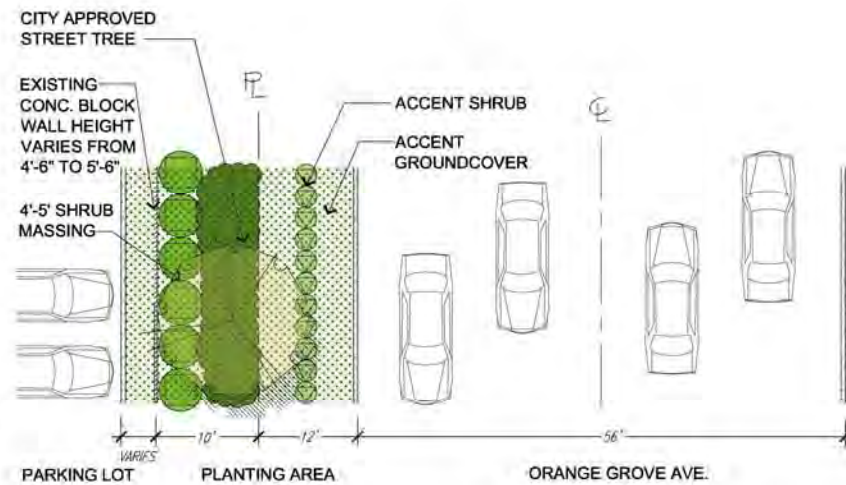 CITY APPROVED
STREET TREE
EXISTING
CONC. BLOCK
WALL HEIGHT
VARIES FROM
4'-6" TO 5'-6"
4'-5' SHRUB
MASSING
PL
ACCENT SHRUB
ACCENT
GROUNDCOVER
CL
VARIES
10'
12'
56'
PARKING LOT
PLANTING AREA
ORANGE GROVE AVE.